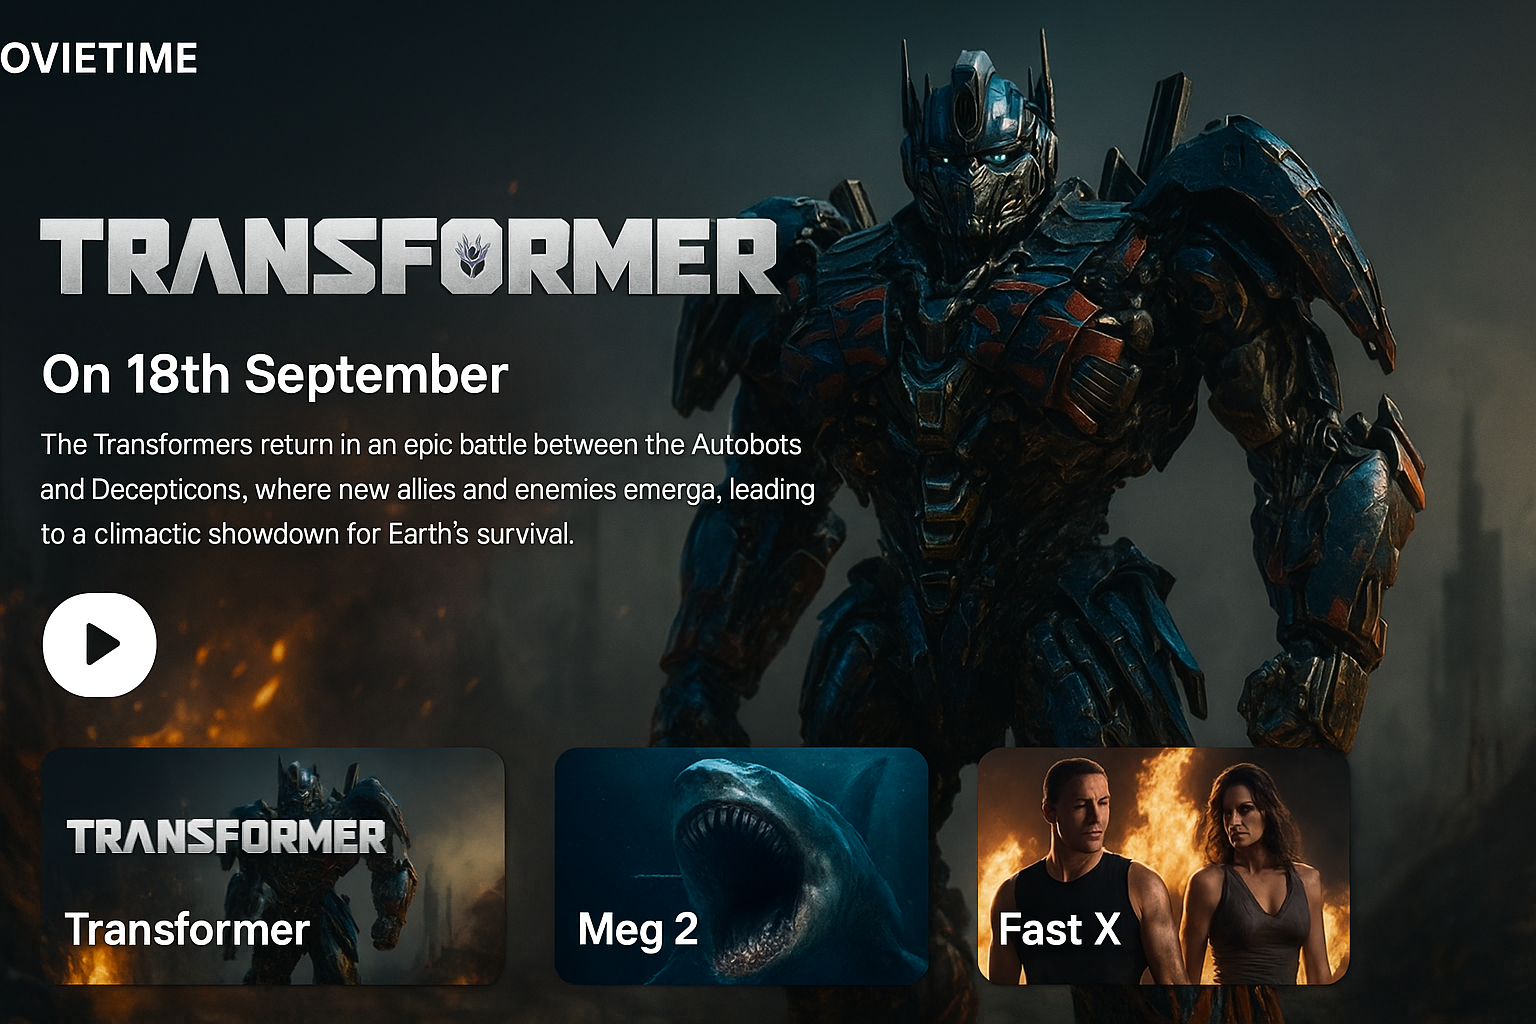 OVIETIME
TRANSFORMER
On 18th September
The Transformers return in an epic battle between the Autobots
and Decepticons, where new allies and enemies emerga, leading
to a climactic showdown for Earth’s survival.
TRANSFORMER
Transformer
Meg 2
Fast X